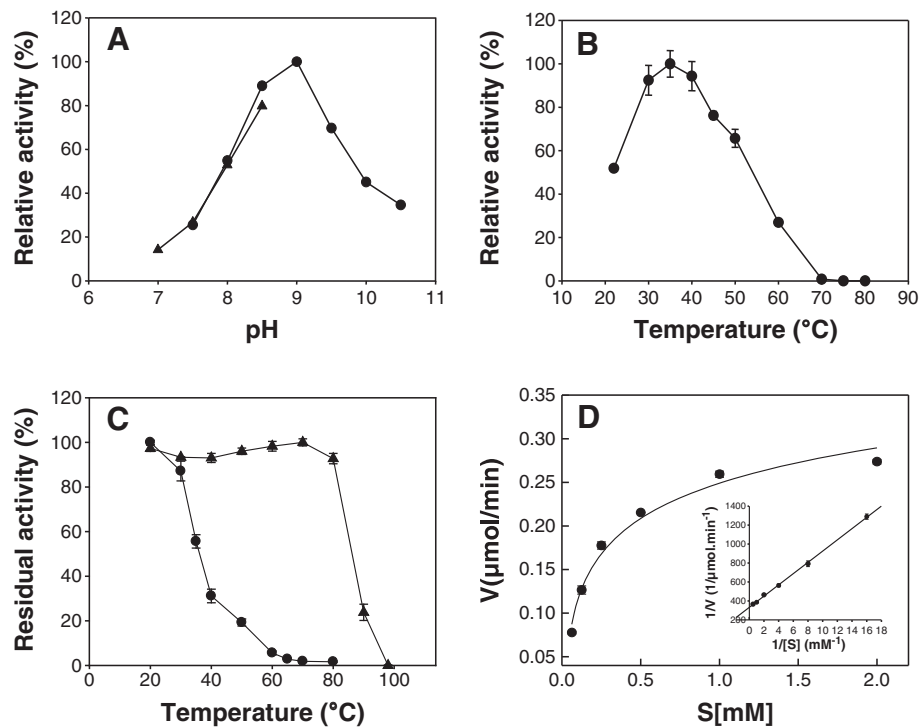 A
Relative activity (%)
120
100
80
60
40
20
0
6 7 8 9 10 11
pH
B
Relative activity (%)
120
100
80
60
40
20
0
10 20 30 40 50 60 70 80 90
Temperature (°C)
C
Residual activity (%)
120
100
80
60
40
20
0
0 20 40 60 80 100
Temperature (°C)
D
V(μmol/min)
0.35
0.30
0.25
0.20
0.15
0.10
0.05
0.0 0.5 1.0 1.5 2.0
S[mM]
1/V (1/μmol.min⁻¹)
1400
1200
1000
800
600
400
200
0 2 4 6 8 10 12 14 16 18
1/[S] (mM⁻¹)